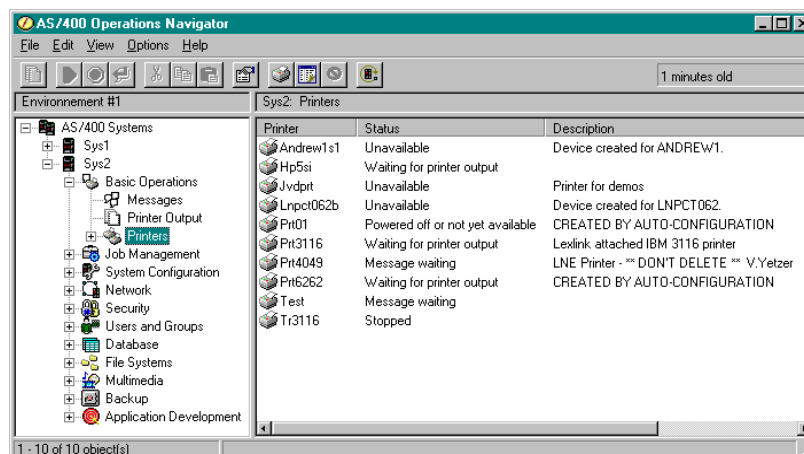 AS/400 Operations Navigator
File Edit View Options Help
1 minutes old
Environnement #1
Sys2: Printers
AS/400 Systems
Sys1
Sys2
Basic Operations
Messages
Printer Output
Printers
Job Management
System Configuration
Network
Security
Users and Groups
Database
File Systems
Multimedia
Backup
Application Development
Printer Status Description
Andrew1s1 Unavailable Device created for ANDREW1.
Hp5si Waiting for printer output
Jvdprt Unavailable Printer for demos
Lnpct062b Unavailable Device created for LNPCT062.
Prt01 Powered off or not yet available CREATED BY AUTO-CONFIGURATION
Prt3116 Waiting for printer output Lexlink attached IBM 3116 printer
Prt4049 Message waiting LNE Printer - ** DON'T DELETE ** V.Yetzer
Prt6262 Waiting for printer output CREATED BY AUTO-CONFIGURATION
Test Message waiting
Tr3116 Stopped
1 - 10 of 10 object(s)